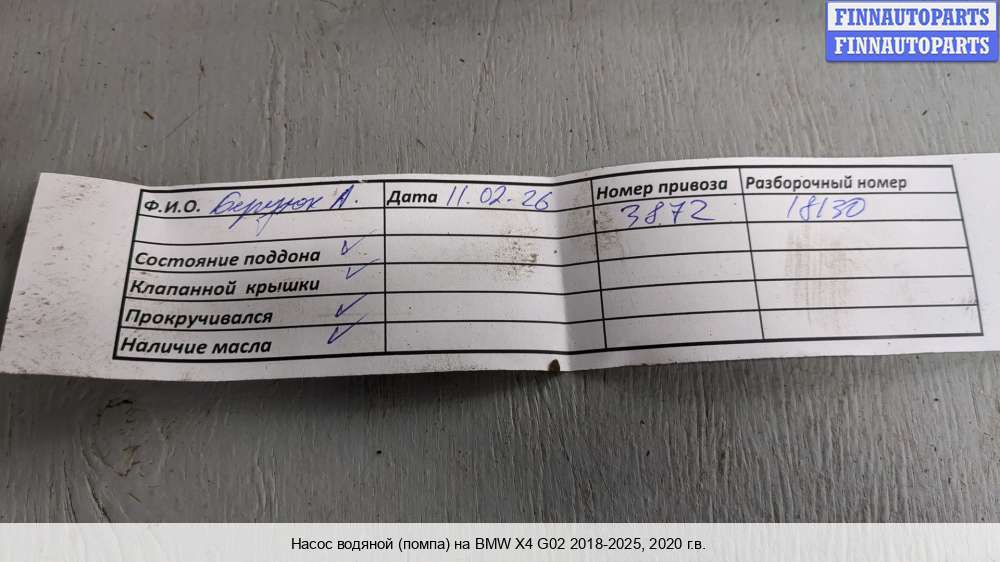 FINNAUTOPARTS
FINNAUTOPARTS
Ф.И.О. А. Дата 11.02.26 Номер привоза Разборочный номер
3872 18130
Состояние поддона ✓
Клапанной крышки ✓
Прокручивался ✓
Наличие масла ✓
Насос водяной (помпа) на BMW X4 G02 2018-2025, 2020 г.в.